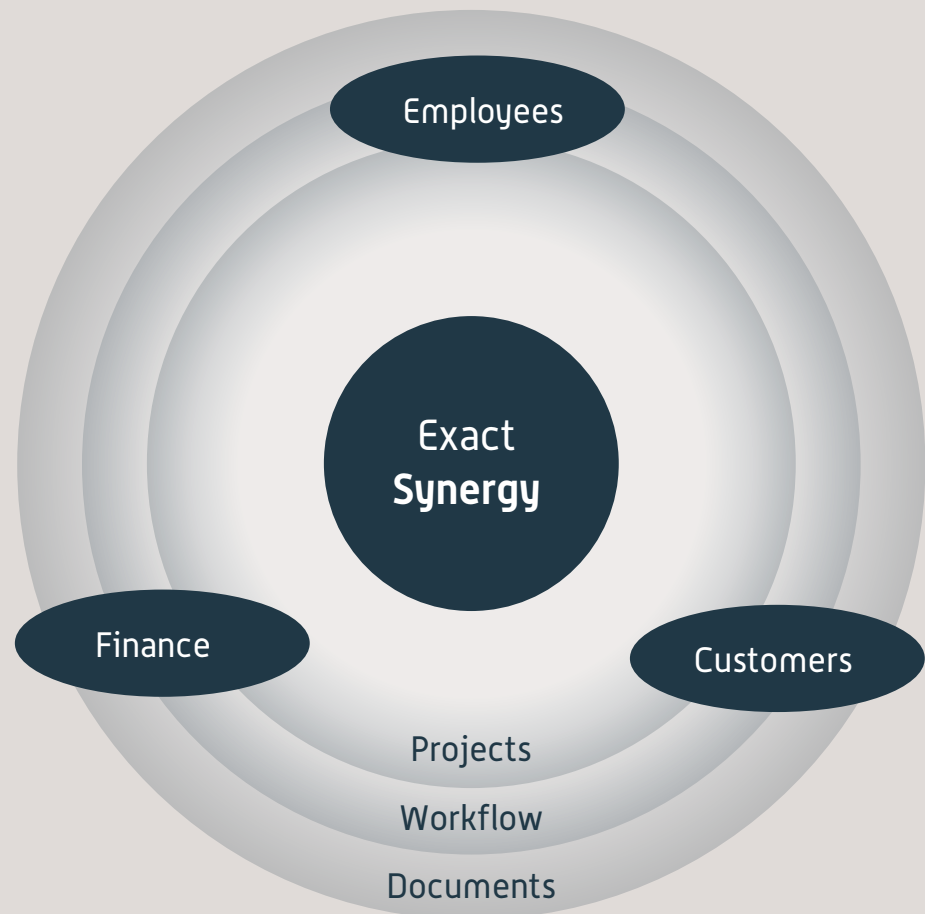 Employees
Exact
Synergy
Finance
Customers
Projects
Workflow
Documents